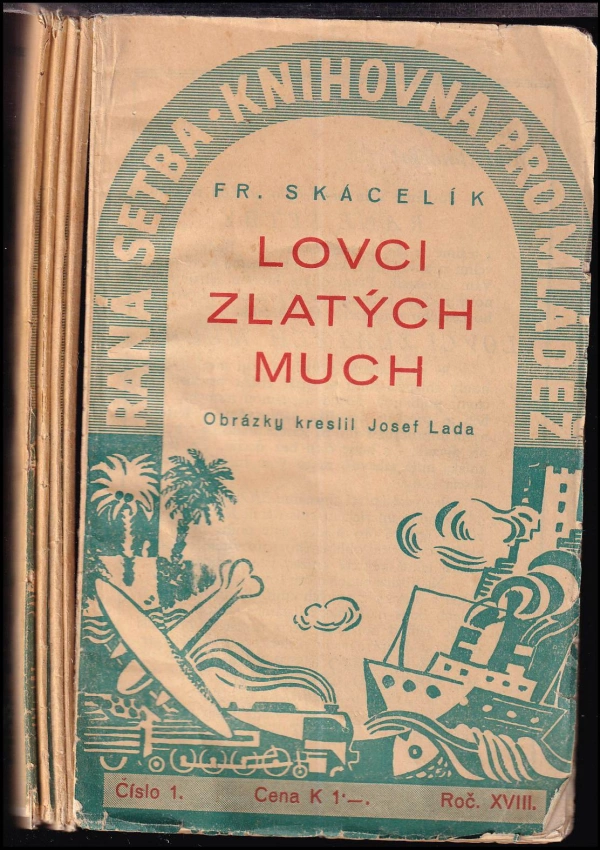 RANÁ SETBA · KNIHOVNA PRO MLÁDEŽ
FR. SKÁCELÍK
LOVCI
ZLATÝCH
MUCH
Obrázky kreslil Josef Lada
Číslo 1. Cena K 1·—. Roč. XVIII.